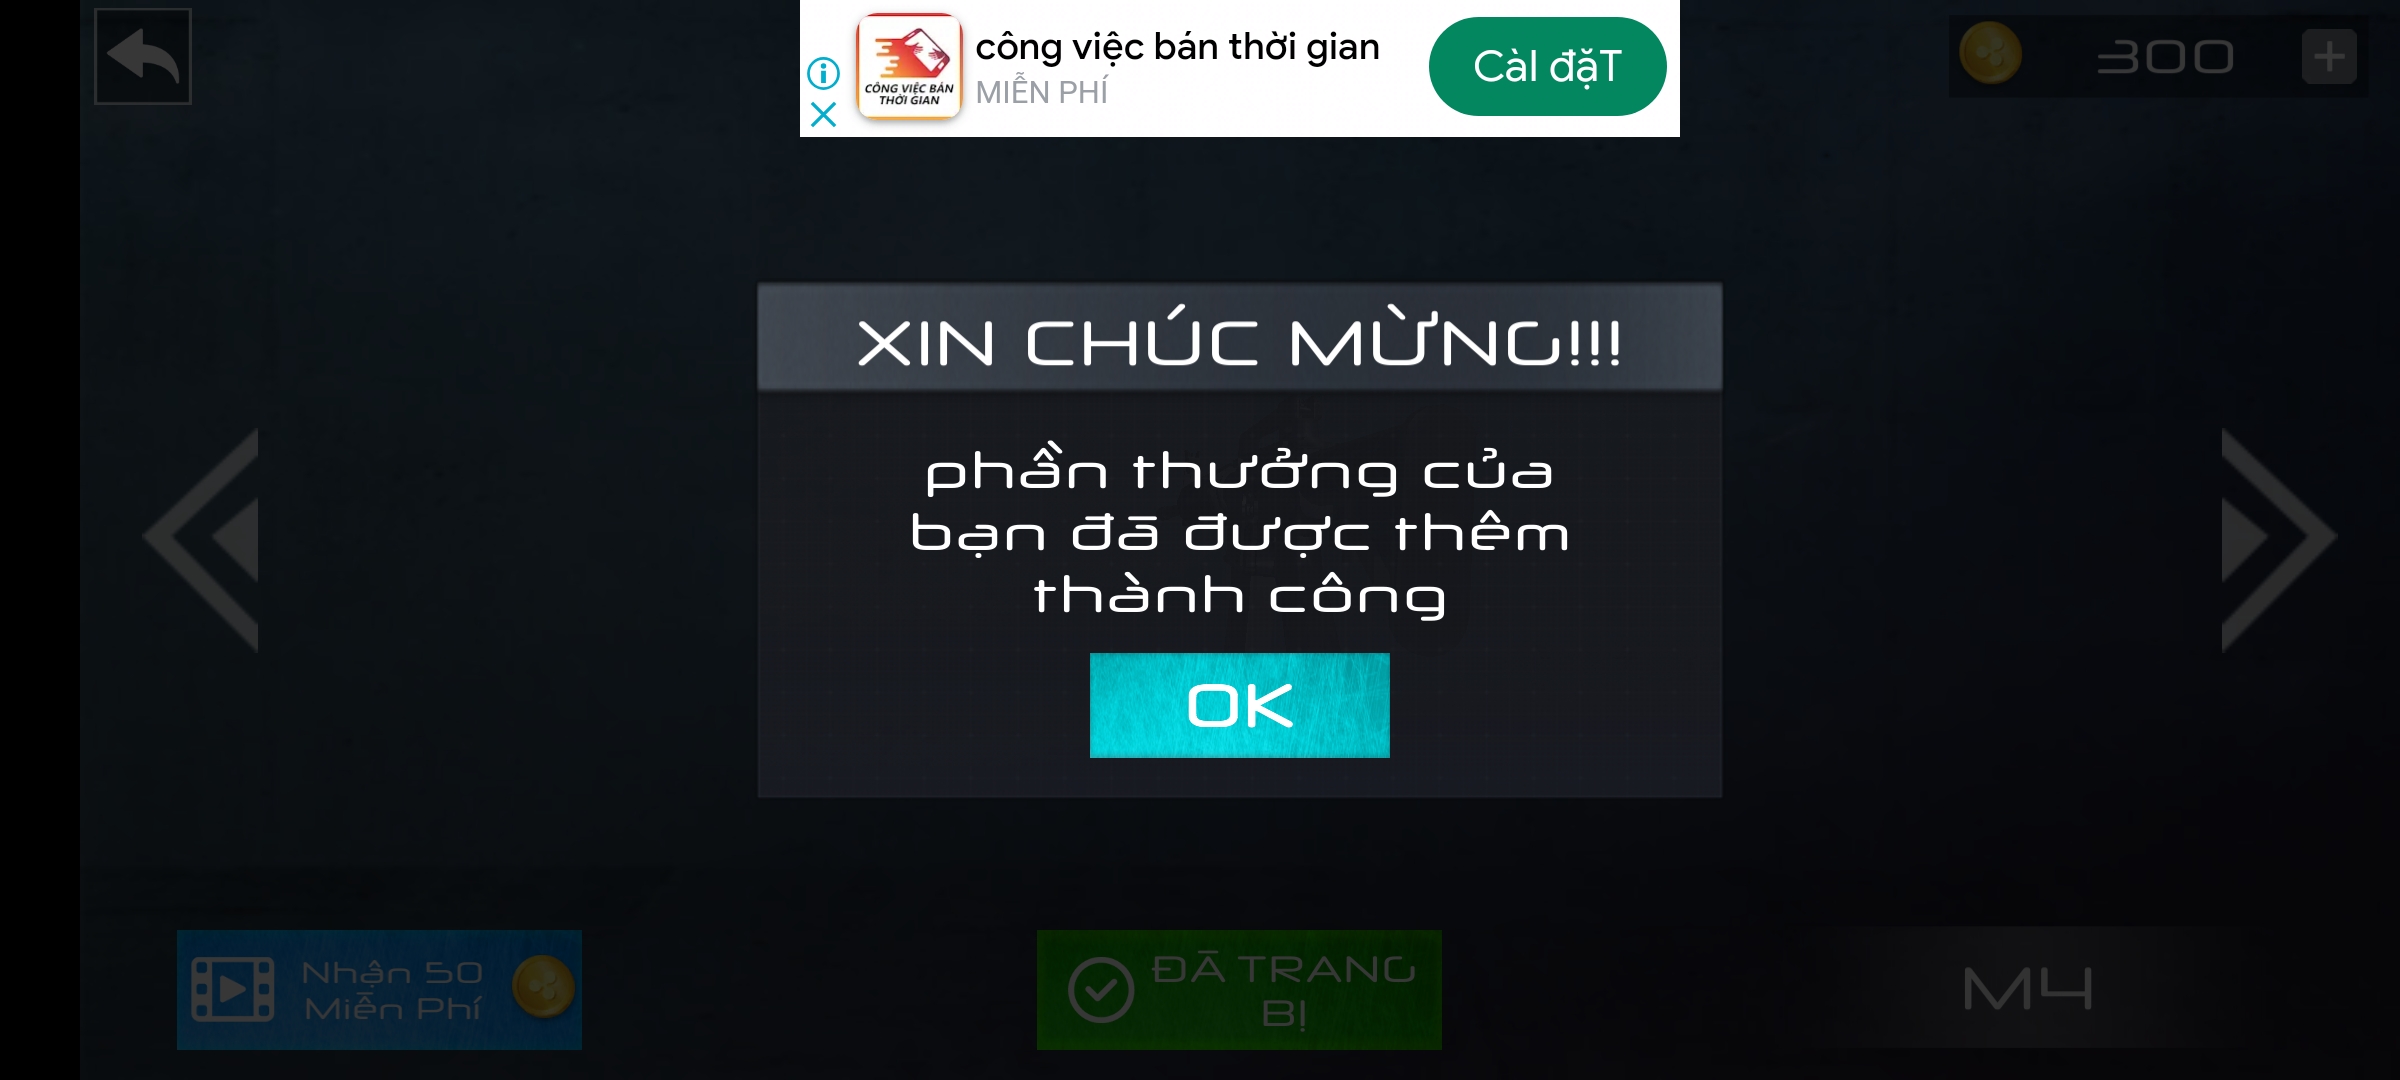 công việc bán thời gian
MIỄN PHÍ
CÔNG VIỆC BÁN
THỜI GIAN
Càl đặT
300
XIN CHÚC MỪNG!!!
phần thưởng của
bạn đã được thêm
thành công
OK
Nhận 50
Miễn Phí
ĐÃ TRANG
BỊ
M4